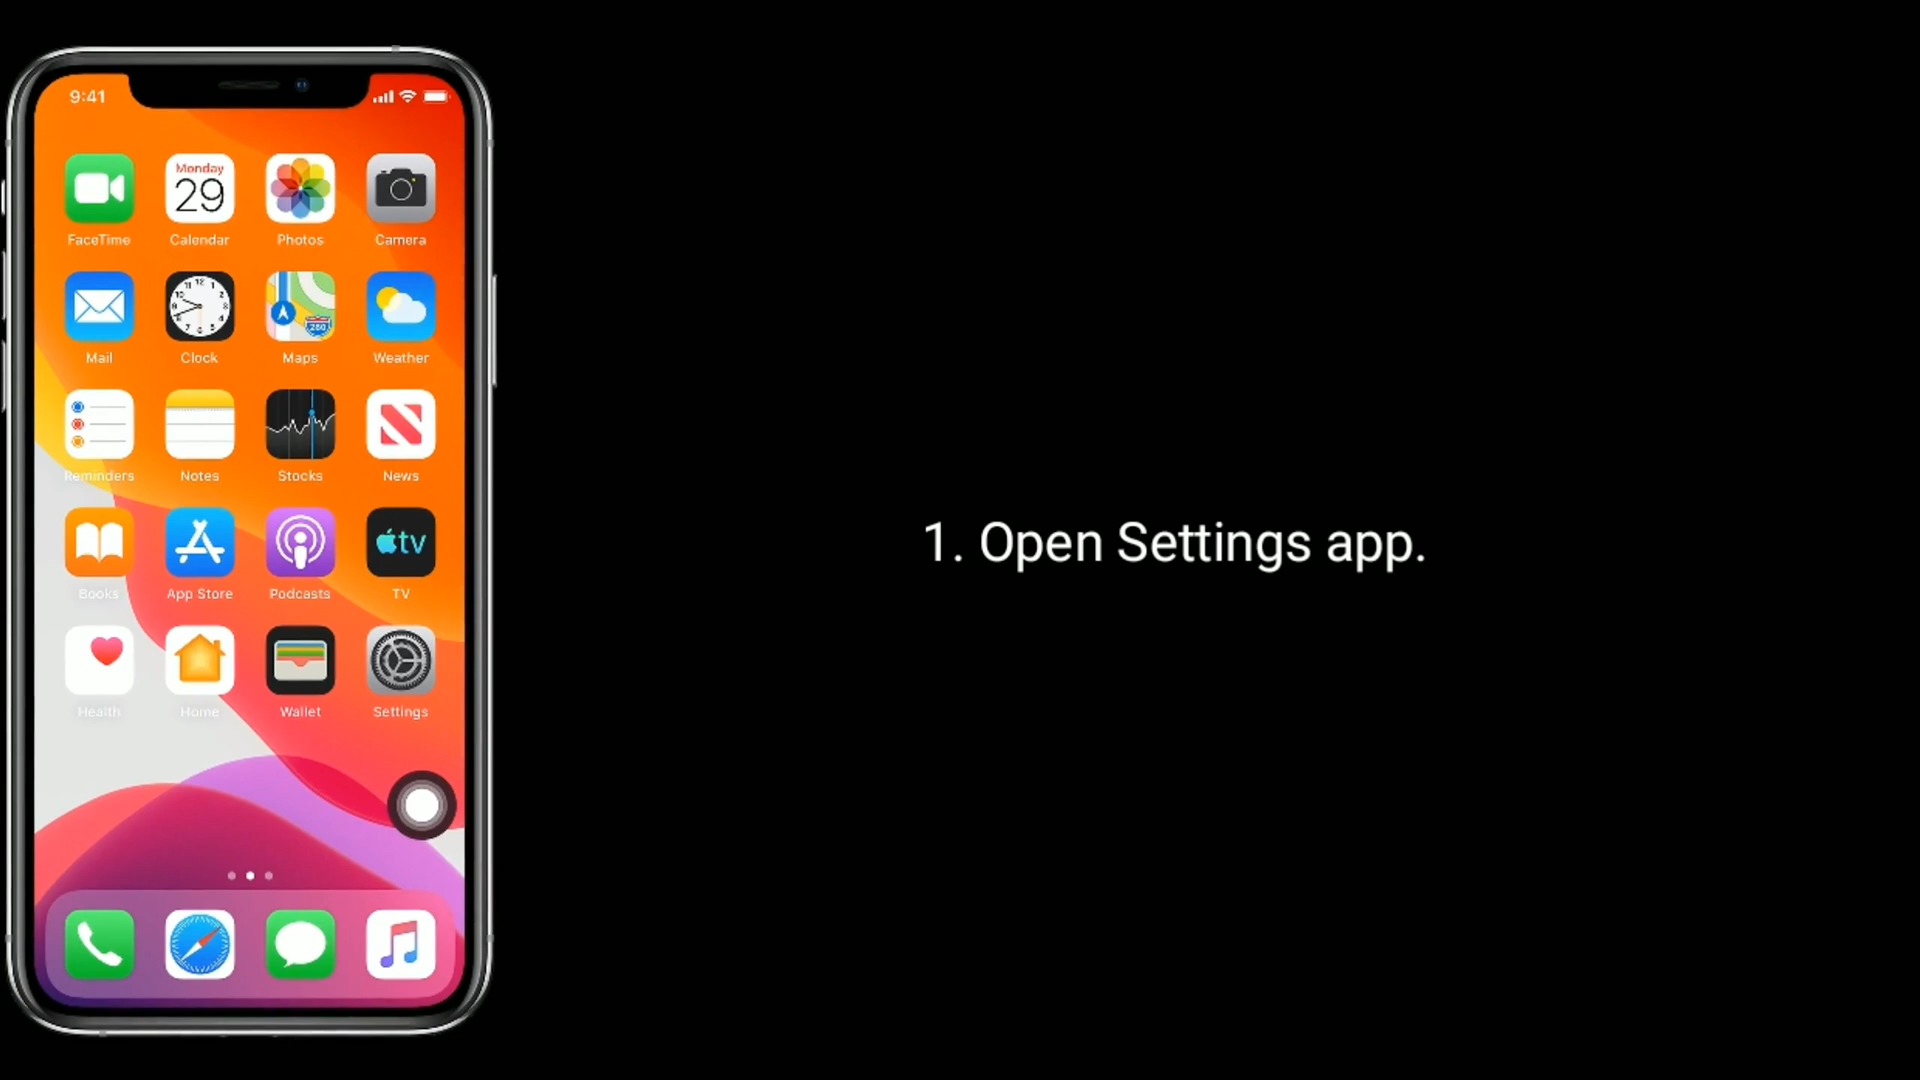 9:41
Monday
29
FaceTime Calendar Photos Camera
280
Mail Clock Maps Weather
Reminders Notes Stocks News
tv
Books App Store Podcasts TV
Health Home Wallet Settings
1. Open Settings app.